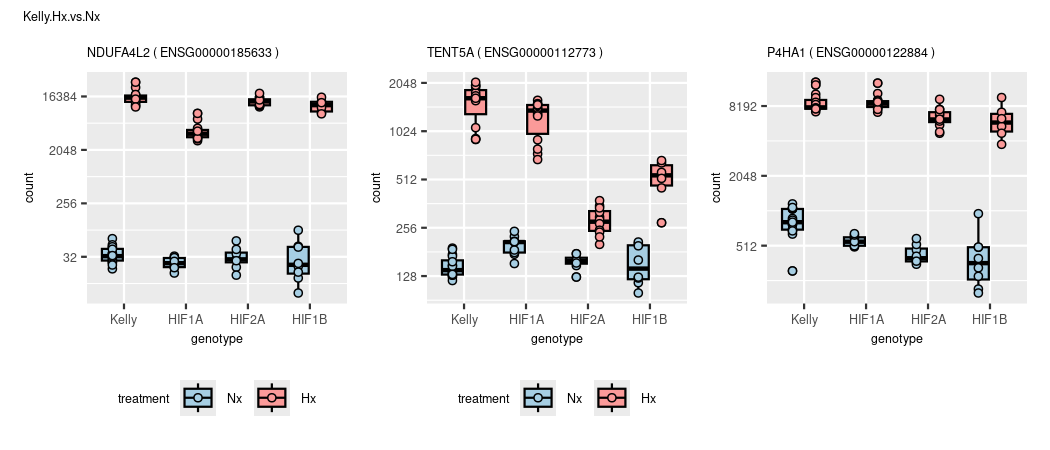 Kelly.Hx.vs.Nx
NDUFA4L2 ( ENSG00000185633 )
16384
2048
256
32
count
Kelly HIF1A HIF2A HIF1B
genotype
treatment Nx Hx
TENT5A ( ENSG00000112773 )
2048
1024
512
256
128
count
Kelly HIF1A HIF2A HIF1B
genotype
treatment Nx Hx
P4HA1 ( ENSG00000122884 )
8192
2048
512
count
Kelly HIF1A HIF2A HIF1B
genotype